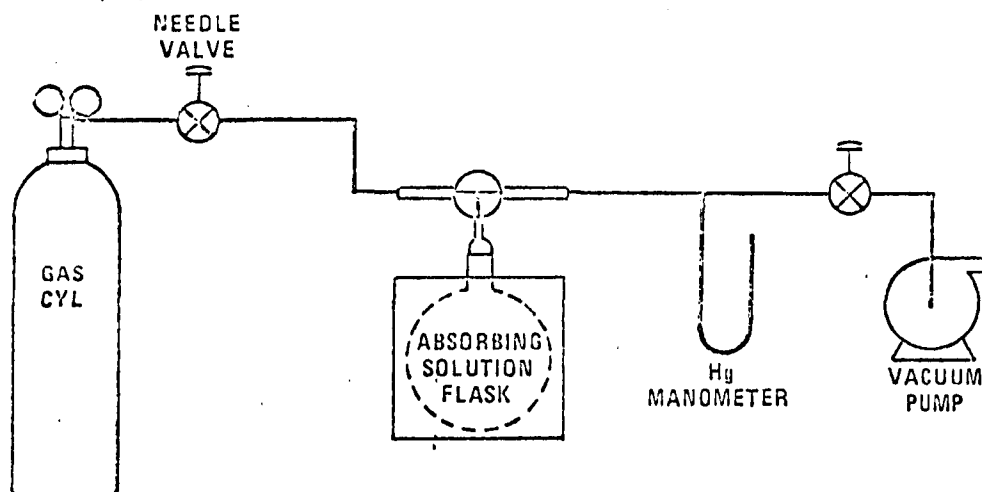 NEEDLE
VALVE
GAS
CYL
ABSORBING
SOLUTION
FLASK
Hg
MANOMETER
VACUUM
PUMP